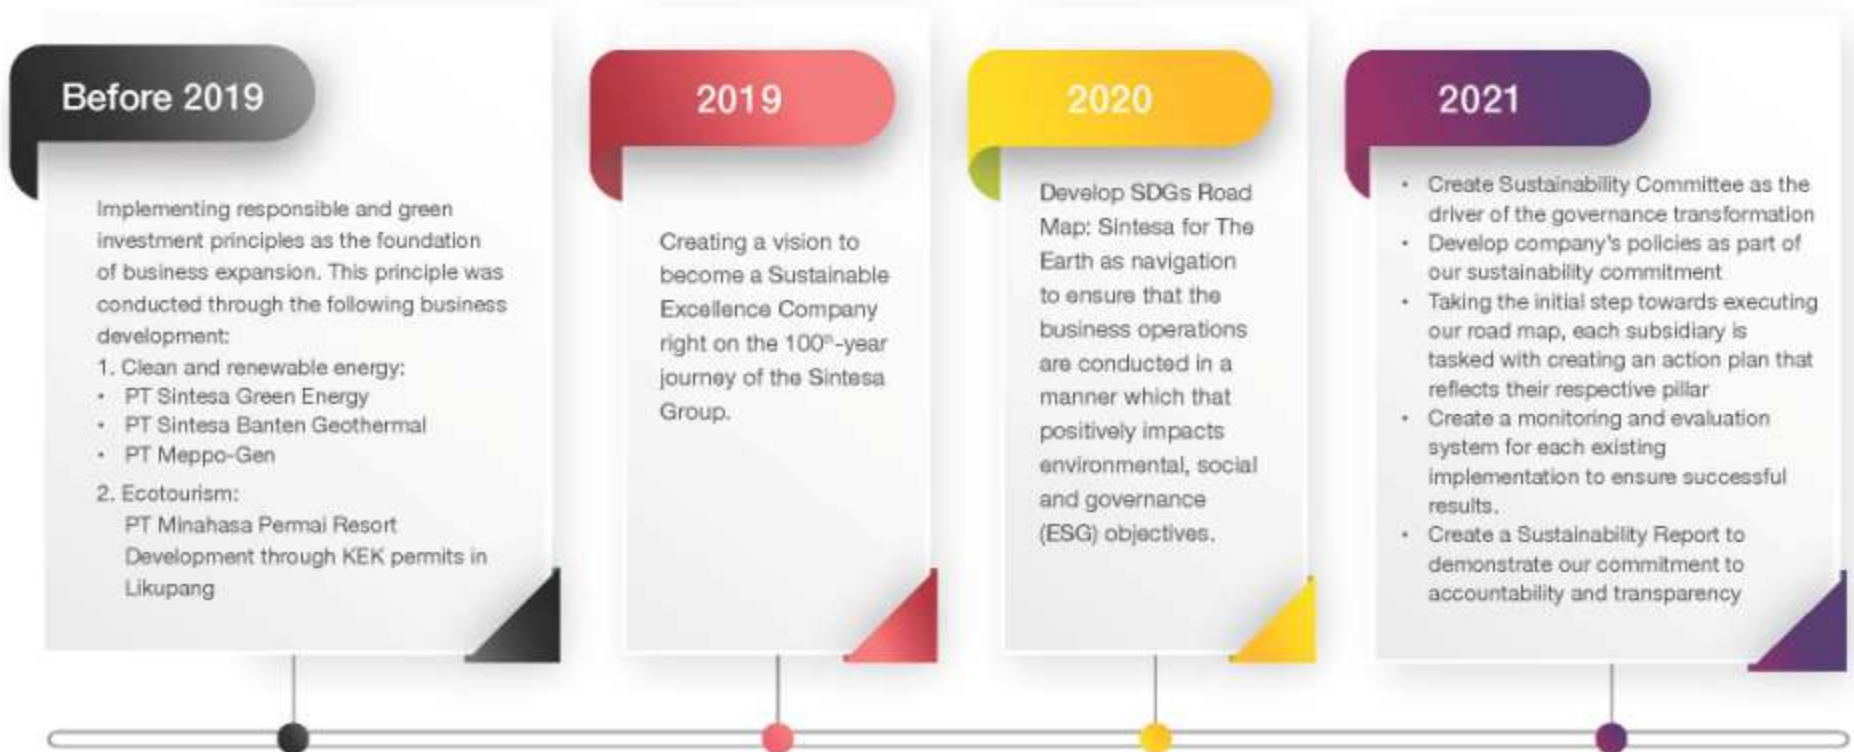 Before 2019
Implementing responsible and green
investment principles as the foundation
of business expansion. This principle was
conducted through the following business
development:
1. Clean and renewable energy:
• PT Sintesa Green Energy
• PT Sintesa Banten Geothermal
• PT Meppo-Gen
2. Ecotourism:
PT Minahasa Permai Resort
Development through KEK permits in
Likupang
2019
Creating a vision to
become a Sustainable
Excellence Company
right on the 100th-year
journey of the Sintesa
Group.
2020
Develop SDGs Road
Map: Sintesa for The
Earth as navigation
to ensure that the
business operations
are conducted in a
manner which that
positively impacts
environmental, social
and governance
(ESG) objectives.
2021
• Create Sustainability Committee as the
driver of the governance transformation
• Develop company's policies as part of
our sustainability commitment
• Taking the initial step towards executing
our road map, each subsidiary is
tasked with creating an action plan that
reflects their respective pillar
• Create a monitoring and evaluation
system for each existing
implementation to ensure successful
results.
• Create a Sustainability Report to
demonstrate our commitment to
accountability and transparency